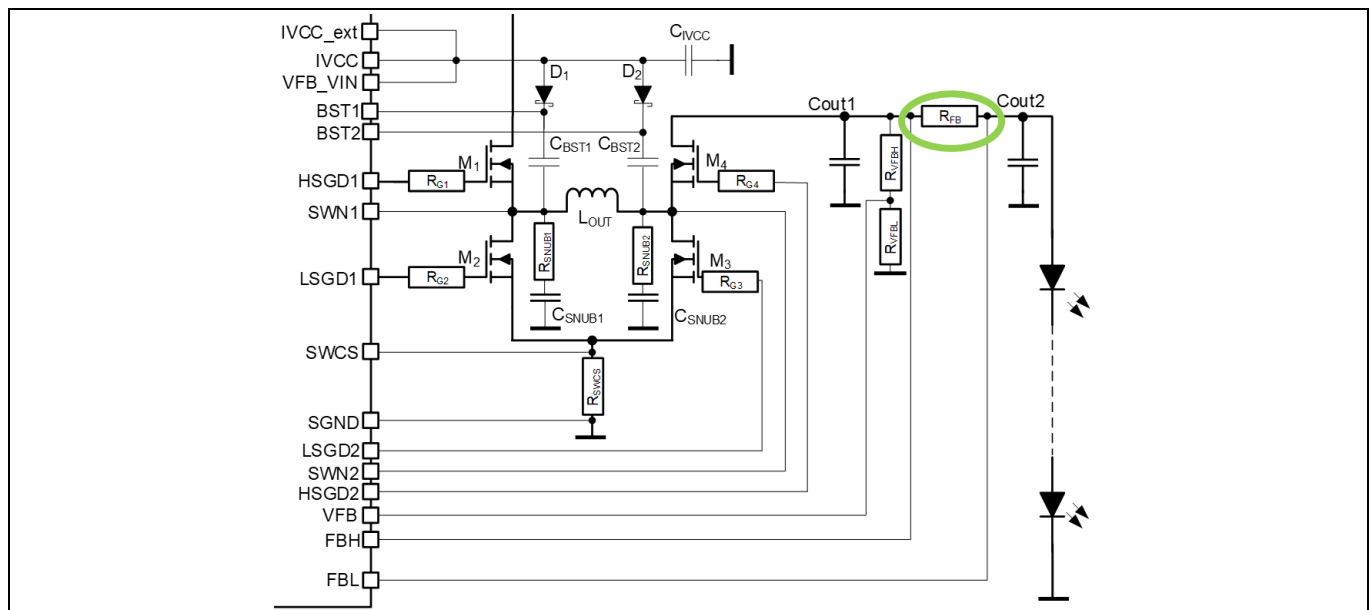 IVCC_ext
IVCC
VFB_VIN
BST1
BST2
HSGD1
SWN1
LSGD1
SWCS
SGND
LSGD2
SWN2
HSGD2
VFB
FBH
FBL
CIVCC
D1
D2
CBST1
CBST2
M1
M4
RG1
RG4
LOUT
M2
M3
RG2
RG3
RSNUB1
RSNUB2
CSNUB1
CSNUB2
RSWCS
Cout1
RFB
Cout2
RVFBH
RVFBL